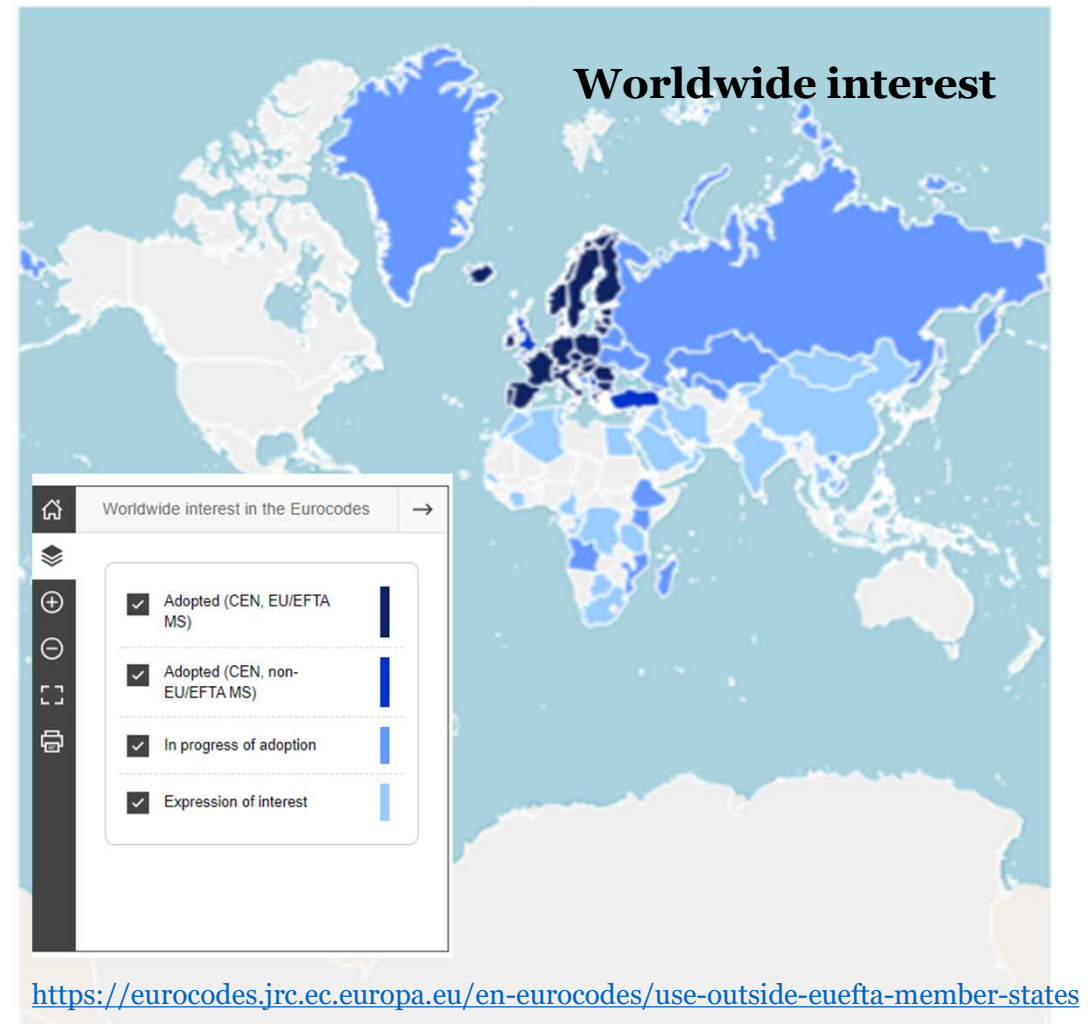 Worldwide interest
Worldwide interest in the Eurocodes
Adopted (CEN, EU/EFTA
MS)
Adopted (CEN, non-
EU/EFTA MS)
In progress of adoption
Expression of interest
https://eurocodes.jrc.ec.europa.eu/en-eurocodes/use-outside-euefta-member-states